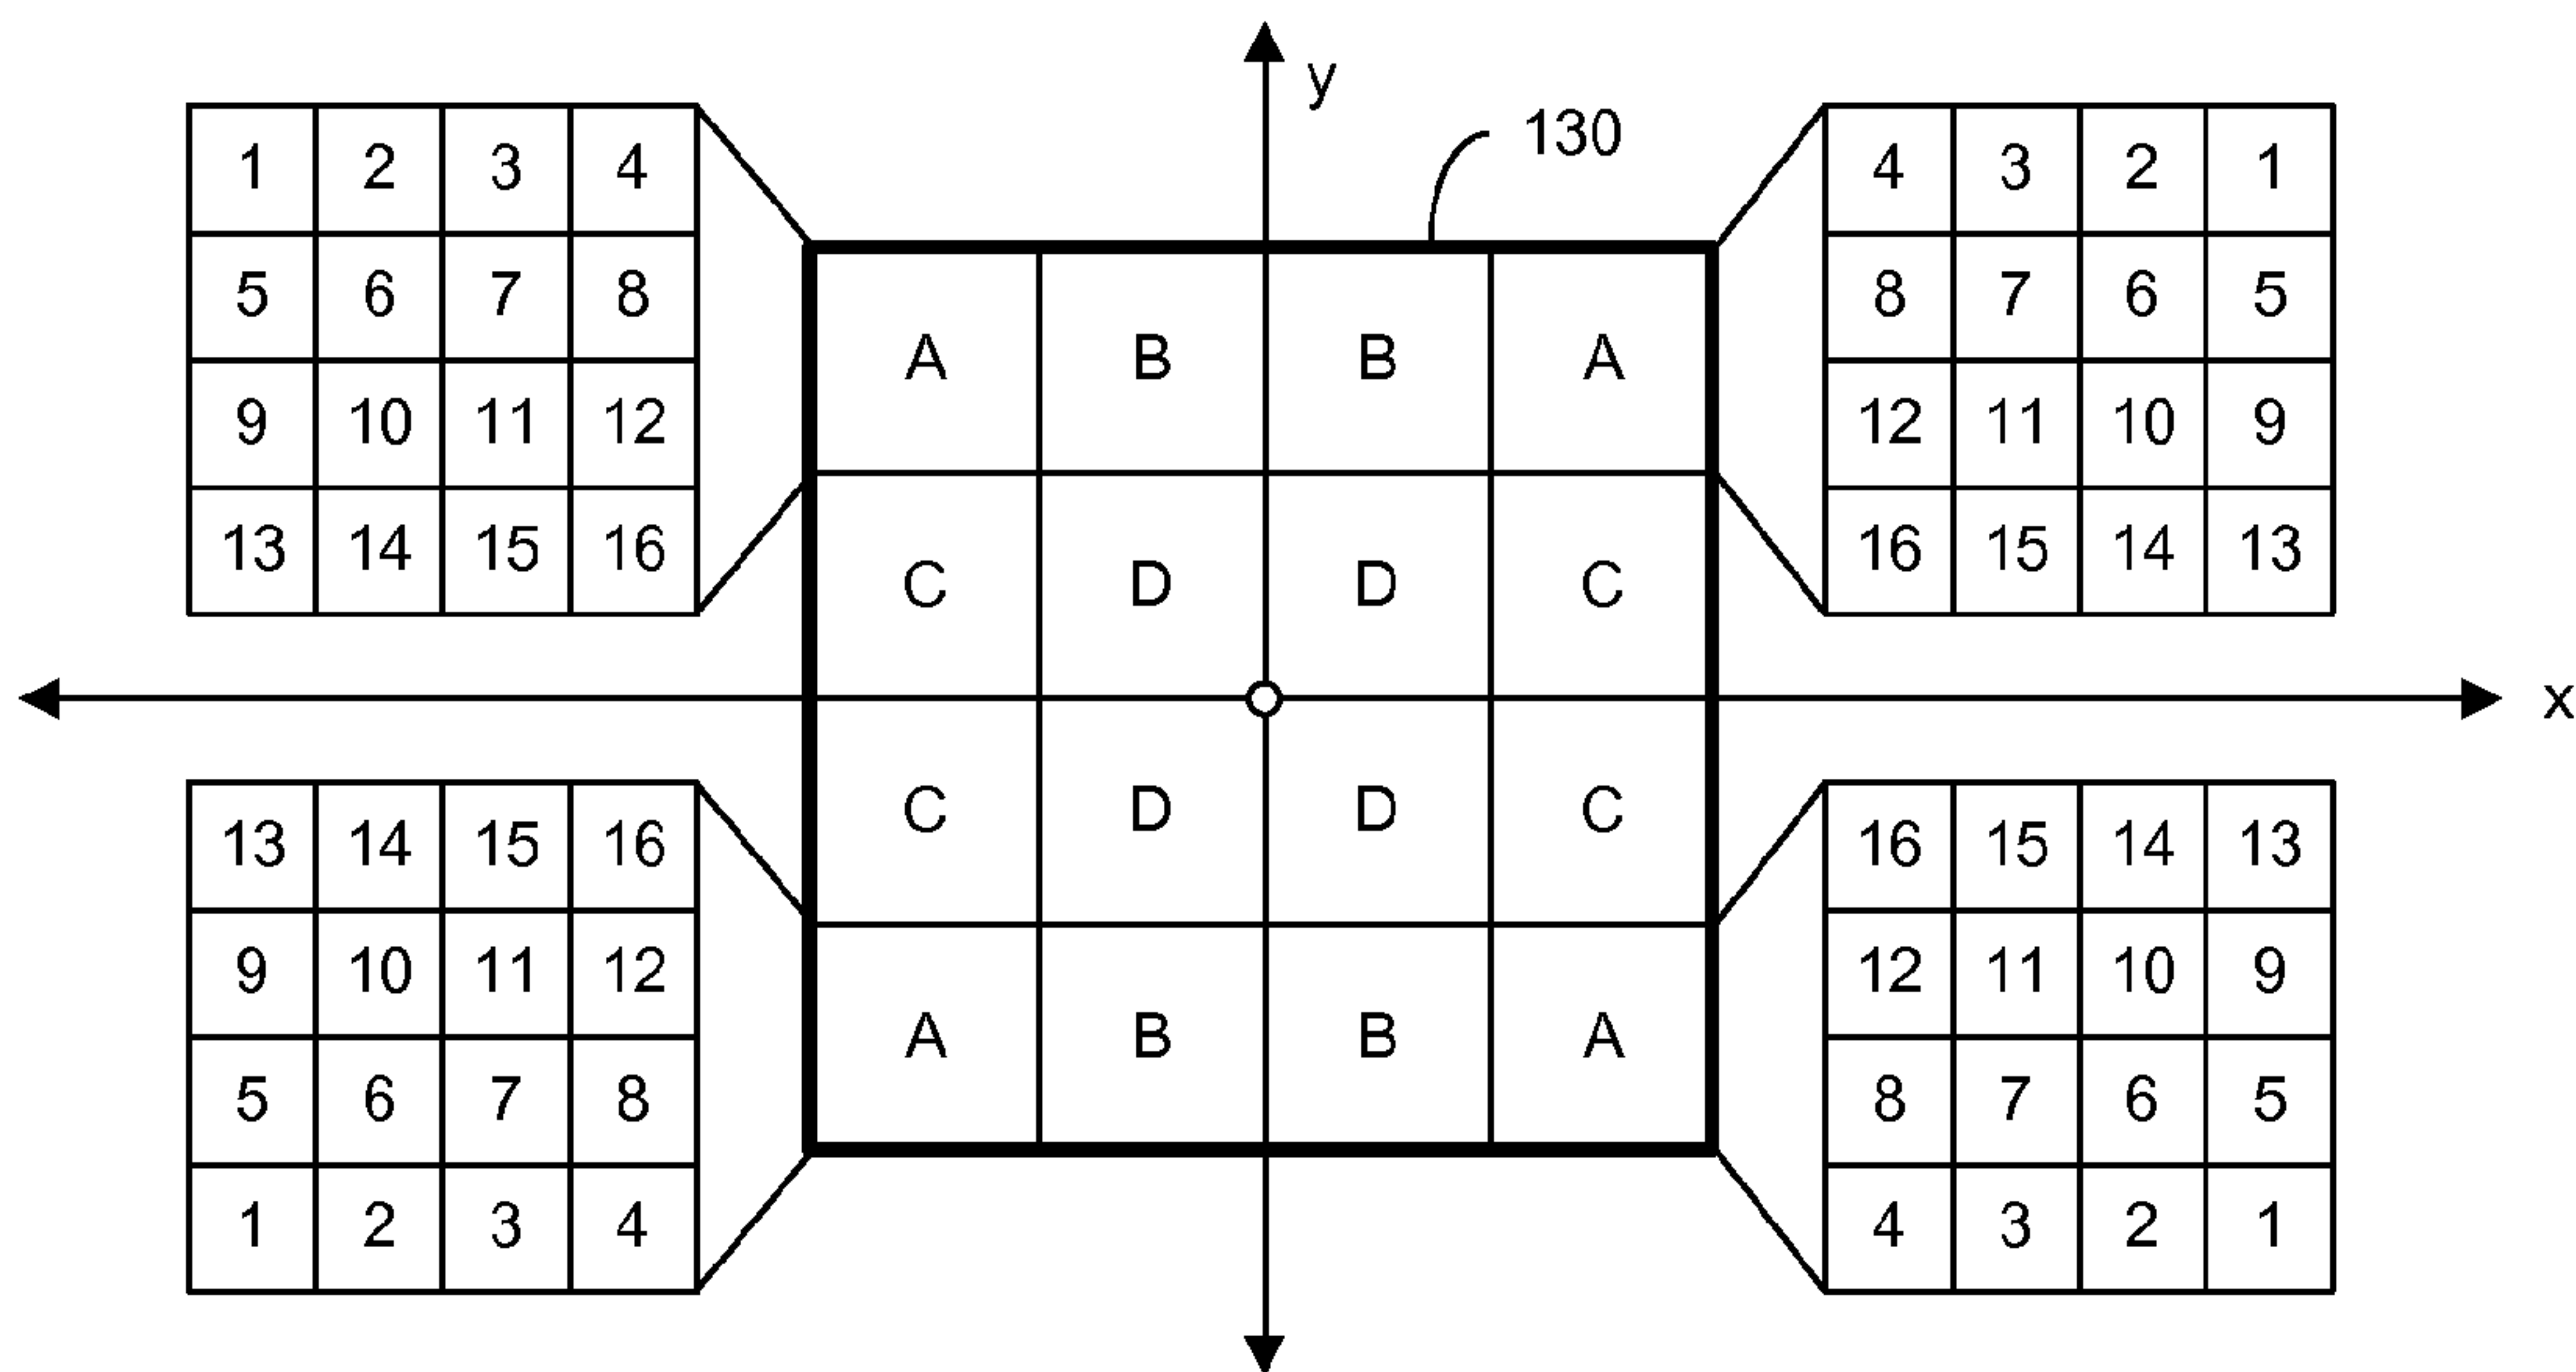 y
130
1 2 3 4
4 3 2 1
5 6 7 8
8 7 6 5
A B B A
9 10 11 12
12 11 10 9
13 14 15 16
16 15 14 13
C D D C
x
C D D C
13 14 15 16
16 15 14 13
9 10 11 12
12 11 10 9
A B B A
5 6 7 8
8 7 6 5
1 2 3 4
4 3 2 1